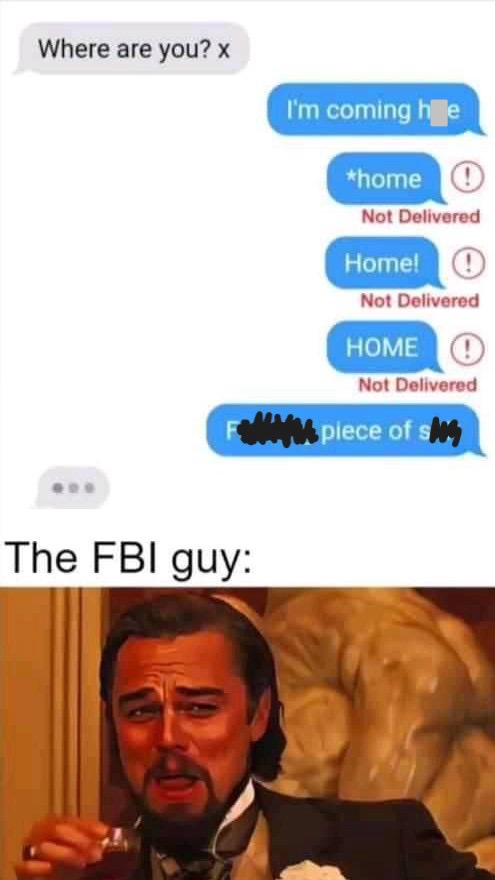 Where are you? x
I'm coming h e
*home
Not Delivered
Home!
Not Delivered
HOME
Not Delivered
piece of
The FBI guy: